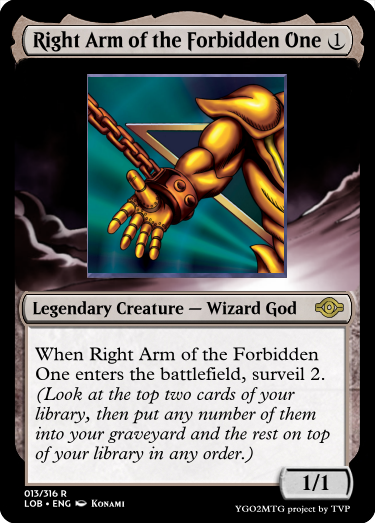 Right Arm of the Forbidden One 1
Legendary Creature — Wizard God
When Right Arm of the Forbidden
One enters the battlefield, surveil 2.
(Look at the top two cards of your
library, then put any number of them
into your graveyard and the rest on top
of your library in any order.)
1/1
013/316 R
LOB • ENG Konami
YGO2MTG project by TVP